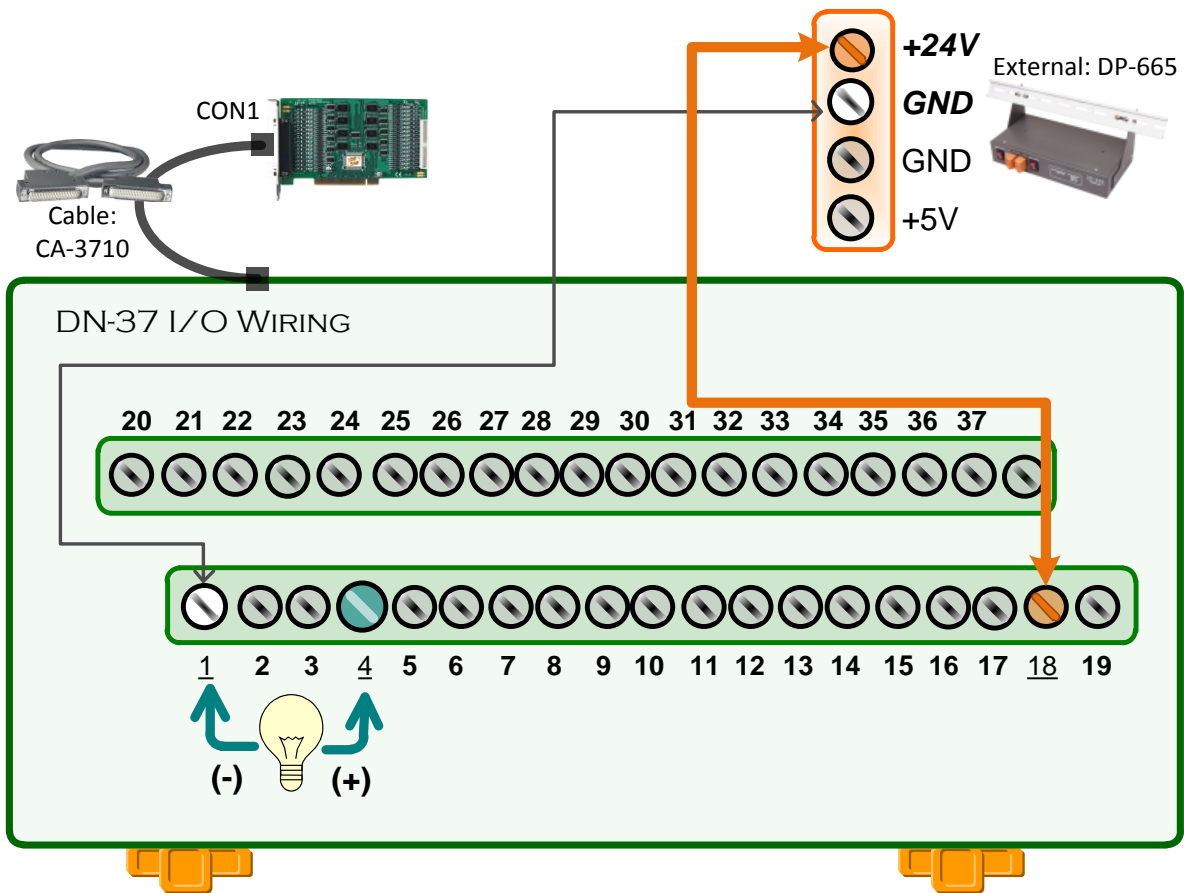 +24V
External: DP-665
CON1
GND
GND
Cable:
CA-3710
+5V
DN-37 I/O WIRING
20 21 22 23 24 25 26 27 28 29 30 31 32 33 34 35 36 37
1 2 3 4 5 6 7 8 9 10 11 12 13 14 15 16 17 18 19
(-) (+)